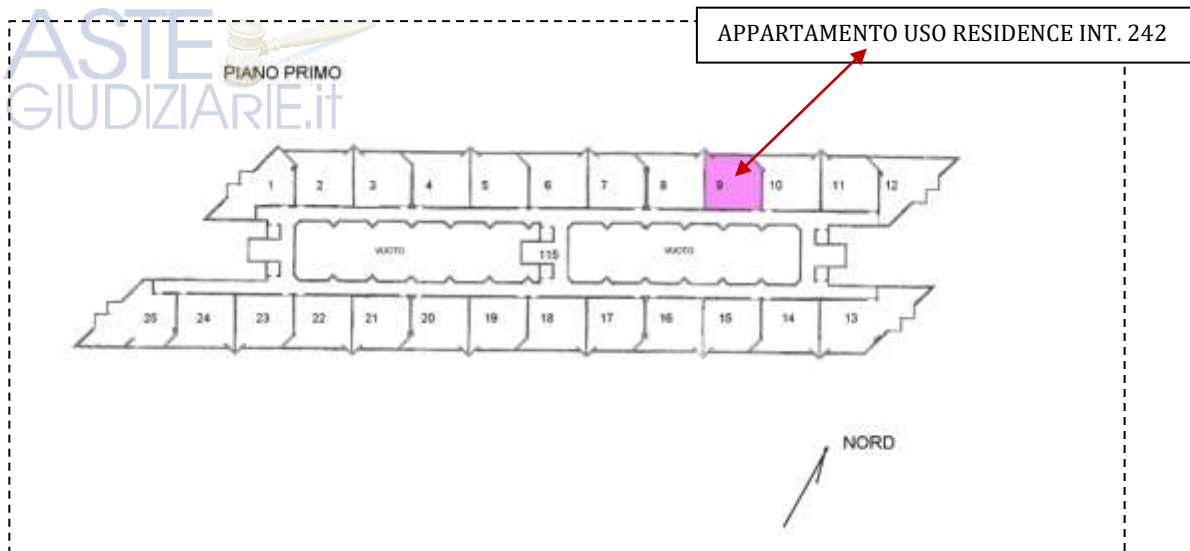 ASTE
GIUDIZIARIE.it
APPARTAMENTO USO RESIDENCE INT. 242
PIANO PRIMO
1 2 3 4 5 6 7 8 9 10 11 12
VUOTO 115 VUOTO
25 24 23 22 21 20 19 18 17 16 15 14 13
NORD